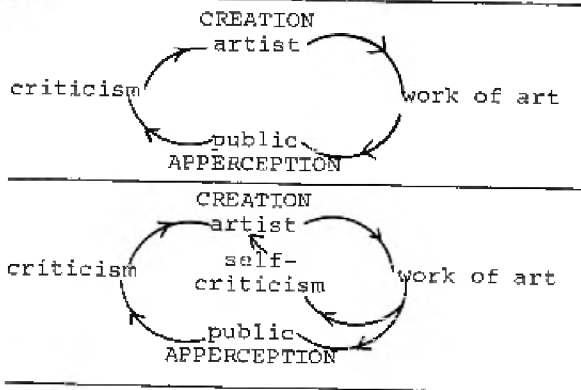 CREATION
artist
criticism
work of art
public
APPERCEPTION
CREATION
artist
self-
criticism
criticism
work of art
public
APPERCEPTION